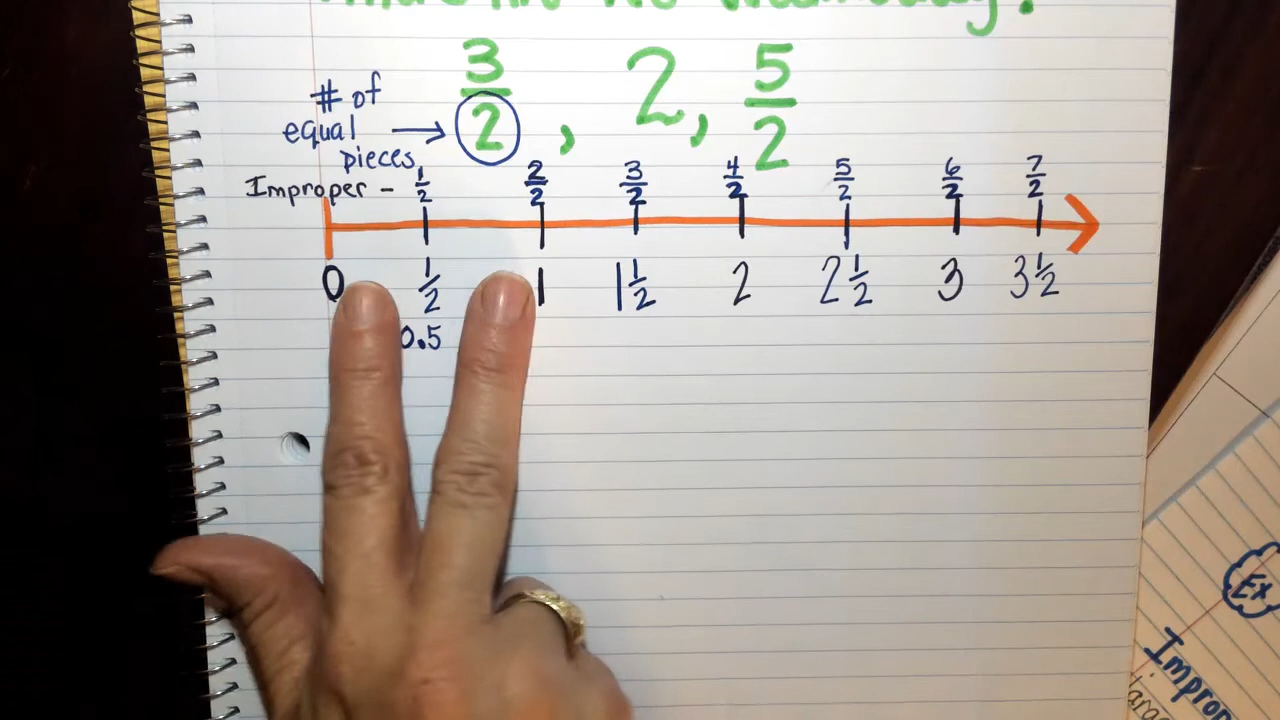 3/2, 2, 5/2
# of
equal →
pieces
Improper - 1/2 2/2 3/2 4/2 5/2 6/2 7/2
0 1/2 1 1 1/2 2 2 1/2 3 3 1/2
0.5
Ex